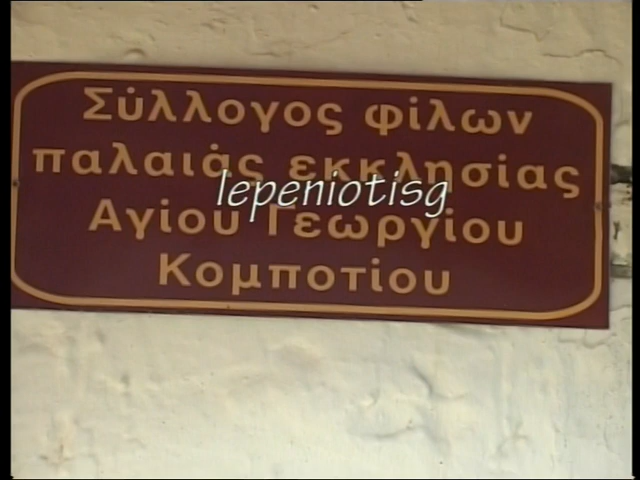 Σύλλογος φίλων
παλαιάς εκκλησίας
lepeniotisg
Αγίου Γεωργίου
Κομποτίου